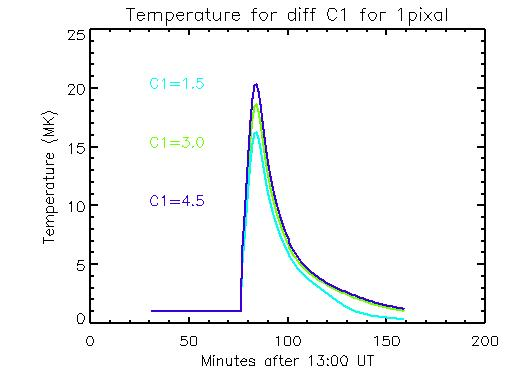 Temperature for diff C1 for 1pixal
25
20
15
10
5
0
Temperature (MK)
C1=1.5
C1=3.0
C1=4.5
0 50 100 150 200
Minutes after 13:00 UT